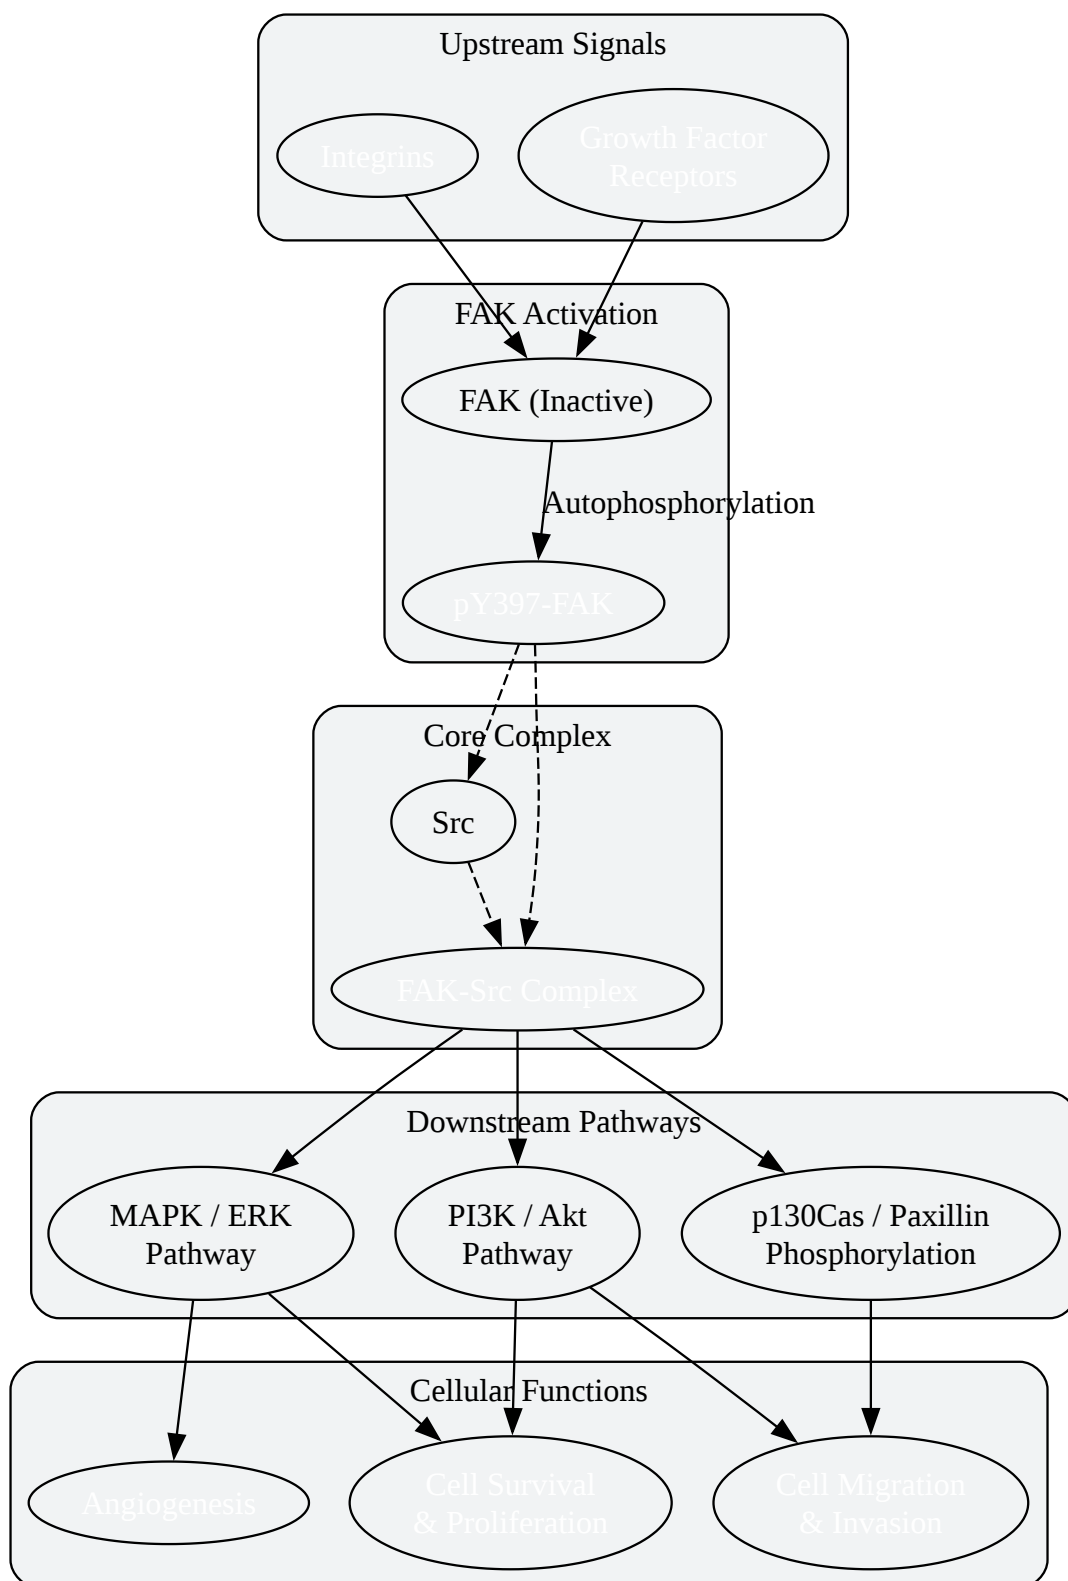 Upstream Signals
Integrins
Growth Factor
Receptors
FAK Activation
FAK (Inactive)
Autophosphorylation
pY397-FAK
Core Complex
Src
FAK-Src Complex
Downstream Pathways
MAPK / ERK
Pathway
PI3K / Akt
Pathway
p130Cas / Paxillin
Phosphorylation
Cellular Functions
Angiogenesis
Cell Survival
& Proliferation
Cell Migration
& Invasion